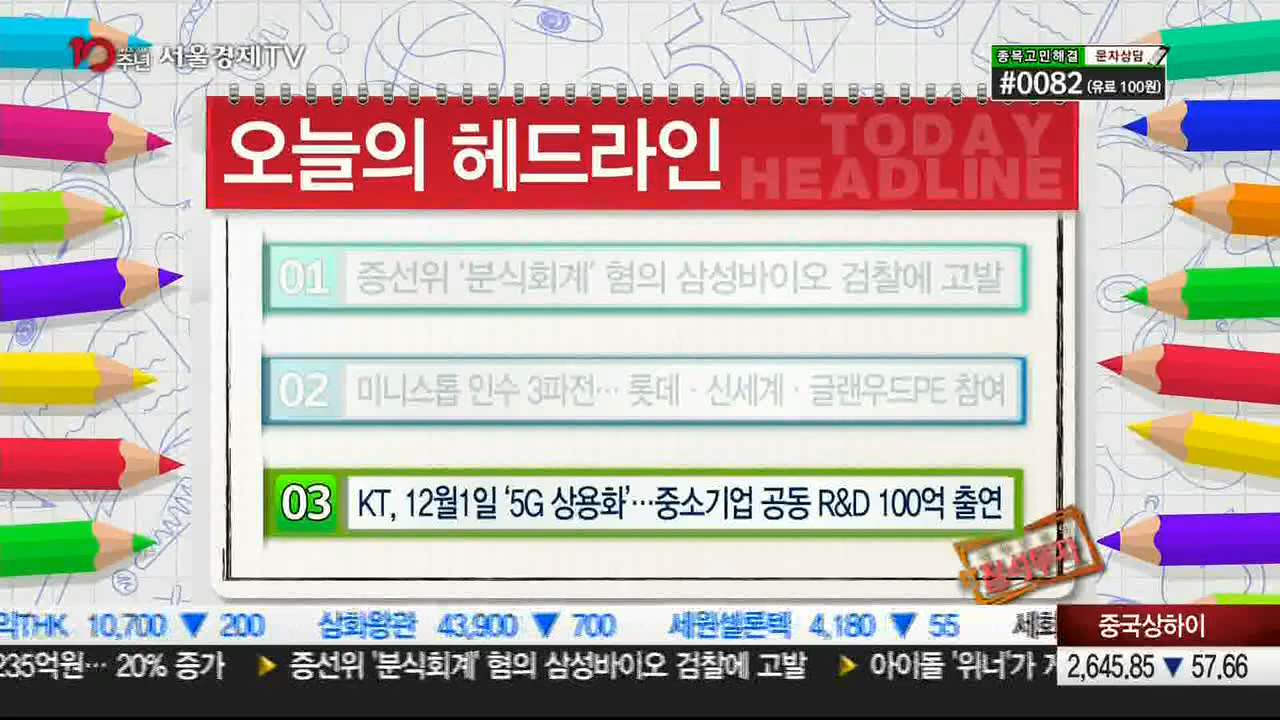 10주년 서울경제TV
종목고민해결 문자상담
#0082 (유료 100원)
오늘의 헤드라인
TODAY
HEADLINE
01 증선위 '분식회계' 혐의 삼성바이오 검찰에 고발
02 미니스톱 인수 3파전… 롯데·신세계·글랜우드PE 참여
03 KT, 12월1일 '5G 상용화'…중소기업 공동 R&D 100억 출연
익THK 10,700 ▼ 200 삼화왕관 43,900 ▼ 700 세원셀론텍 4,180 ▼ 55 세화
중국상하이
235억원… 20% 증가 ▶ 증선위 '분식회계' 혐의 삼성바이오 검찰에 고발 ▶ 아이돌 '위너'가
2,645.85 ▼ 57.66